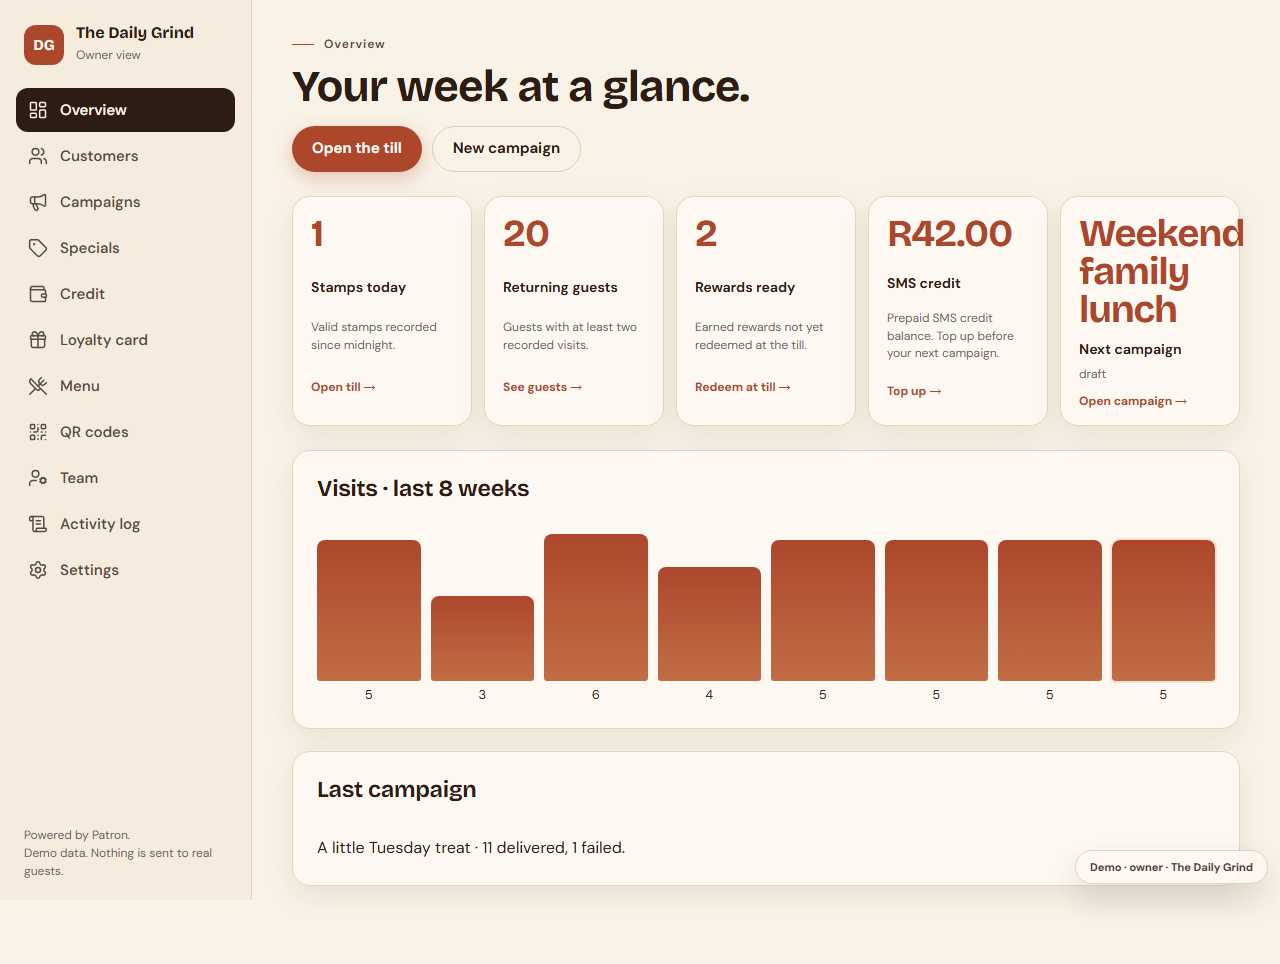 DG
The Daily Grind
Owner view
Overview
Customers
Campaigns
Specials
Credit
Loyalty card
Menu
QR codes
Team
Activity log
Settings
Powered by Patron.
Demo data. Nothing is sent to real
guests.
Overview
Your week at a glance.
Open the till
New campaign
1
Stamps today
Valid stamps recorded
since midnight.
Open till →
20
Returning guests
Guests with at least two
recorded visits.
See guests →
2
Rewards ready
Earned rewards not yet
redeemed at the till.
Redeem at till →
R42.00
SMS credit
Prepaid SMS credit
balance. Top up before
your next campaign.
Top up →
Weekend
family
lunch
Next campaign
draft
Open campaign →
Visits · last 8 weeks
5 3 6 4 5 5 5 5
Last campaign
A little Tuesday treat · 11 delivered, 1 failed.
Demo · owner · The Daily Grind